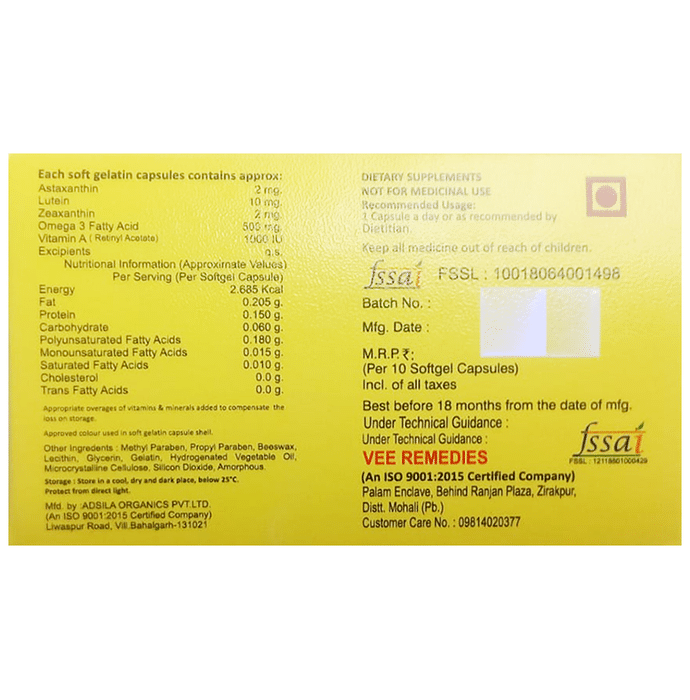 Each soft gelatin capsules contains approx:
Astaxanthin 2 mg.
Lutein 10 mg.
Zeaxanthin 2 mg.
Omega 3 Fatty Acid 500 mg.
Vitamin A ( Retinyl Acetate) 1000 IU
Excipients q.s.
Nutritional Information (Approximate Values)
Per Serving (Per Softgel Capsule)
Energy 2.685 Kcal
Fat 0.205 g.
Protein 0.150 g.
Carbohydrate 0.060 g.
Polyunsaturated Fatty Acids 0.180 g.
Monounsaturated Fatty Acids 0.015 g.
Saturated Fatty Acids 0.010 g.
Cholesterol 0.0 g.
Trans Fatty Acids 0.0 g.
Appropriate overages of vitamins & minerals added to compensate the
loss on storage.
Approved colour used in soft gelatin capsule shell.
Other Ingredients : Methyl Paraben, Propyl Paraben, Beeswax,
Lecithin, Glycerin, Gelatin, Hydrogenated Vegetable Oil,
Microcrystalline Cellulose, Silicon Dioxide, Amorphous.
Storage : Store in a cool, dry and dark place, below 25°C.
Protect from direct light.
Mfd. by :ADSILA ORGANICS PVT.LTD.
(An ISO 9001:2015 Certified Company)
Liwaspur Road, Vill.Bahalgarh-131021
DIETARY SUPPLEMENTS
NOT FOR MEDICINAL USE
Recommended Usage:
1 Capsule a day or as recommended by
Dietitian.
Keep all medicine out of reach of children.
fssai FSSL : 10018064001498
Batch No. :
Mfg. Date :
M.R.P.₹:
(Per 10 Softgel Capsules)
Incl. of all taxes
Best before 18 months from the date of mfg.
Under Technical Guidance :
Under Technical Guidance :
VEE REMEDIES
(An ISO 9001:2015 Certified Company)
Palam Enclave, Behind Ranjan Plaza, Zirakpur,
Distt. Mohali (Pb.)
Customer Care No. : 09814020377
fssai
FSSL : 12118601000429